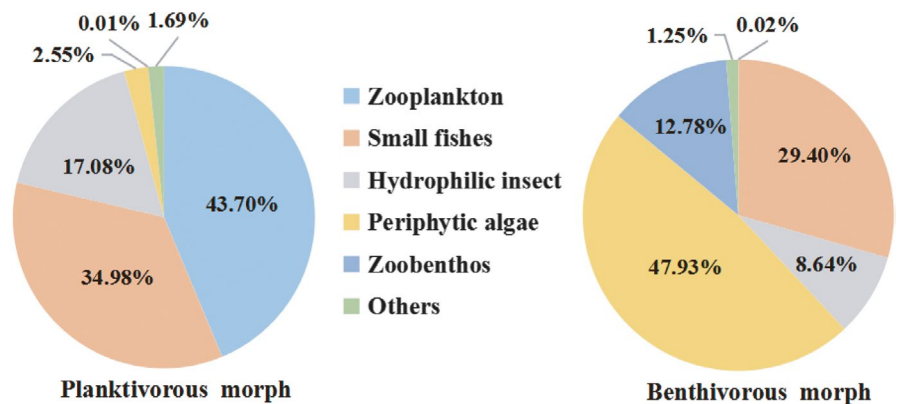 0.01%
1.69%
2.55%
17.08%
43.70%
34.98%
Planktivorous morph
Zooplankton
Small fishes
Hydrophilic insect
Periphytic algae
Zoobenthos
Others
1.25%
0.02%
12.78%
29.40%
8.64%
47.93%
Benthivorous morph